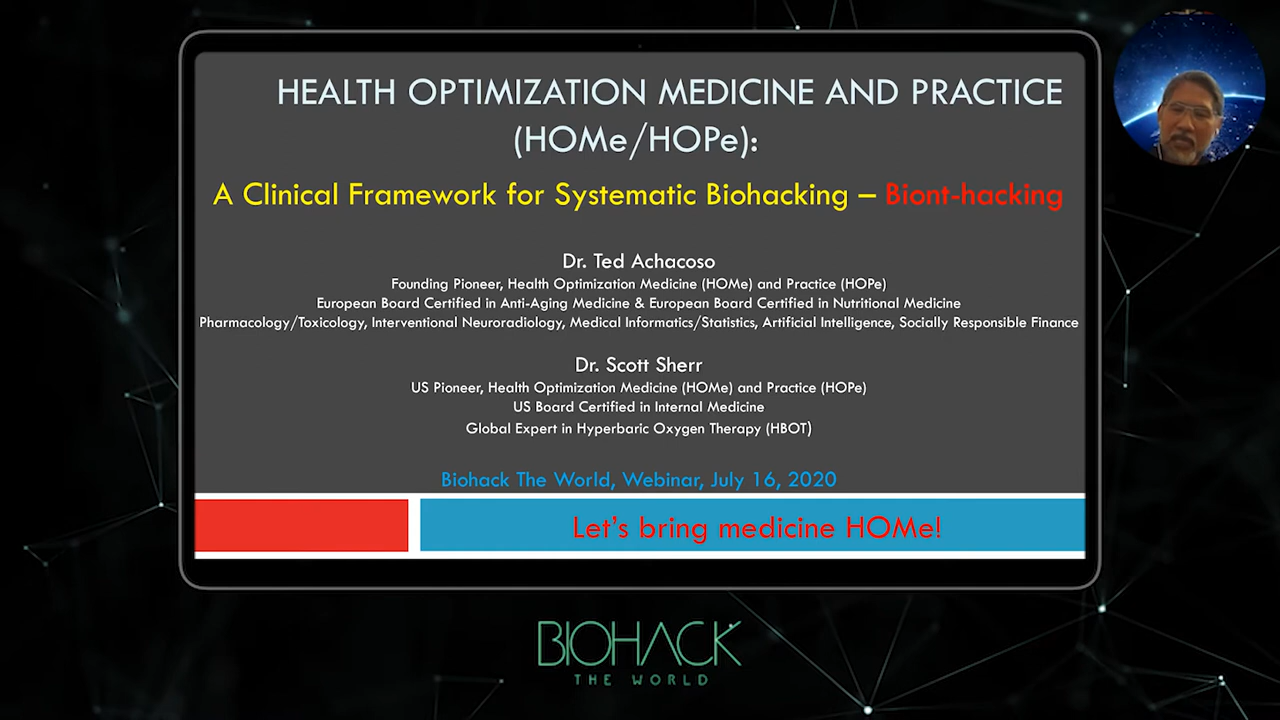 HEALTH OPTIMIZATION MEDICINE AND PRACTICE
(HOMe/HOPe):
A Clinical Framework for Systematic Biohacking – Biont-hacking
Dr. Ted Achacoso
Founding Pioneer, Health Optimization Medicine (HOMe) and Practice (HOPe)
European Board Certified in Anti-Aging Medicine & European Board Certified in Nutritional Medicine
Pharmacology/Toxicology, Interventional Neuroradiology, Medical Informatics/Statistics, Artificial Intelligence, Socially Responsible Finance
Dr. Scott Sherr
US Pioneer, Health Optimization Medicine (HOMe) and Practice (HOPe)
US Board Certified in Internal Medicine
Global Expert in Hyperbaric Oxygen Therapy (HBOT)
Biohack The World, Webinar, July 16, 2020
Let's bring medicine HOMe!
BIOHACK
THE WORLD